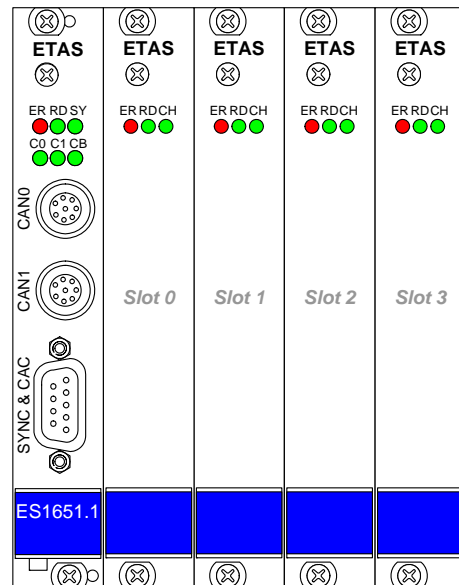 ETAS ETAS ETAS ETAS ETAS
ER RD SY ER RD CH ER RD CH ER RD CH ER RD CH
C0 C1 CB
CAN0
CAN1
Slot 0 Slot 1 Slot 2 Slot 3
SYNC & CAC
ES1651.1